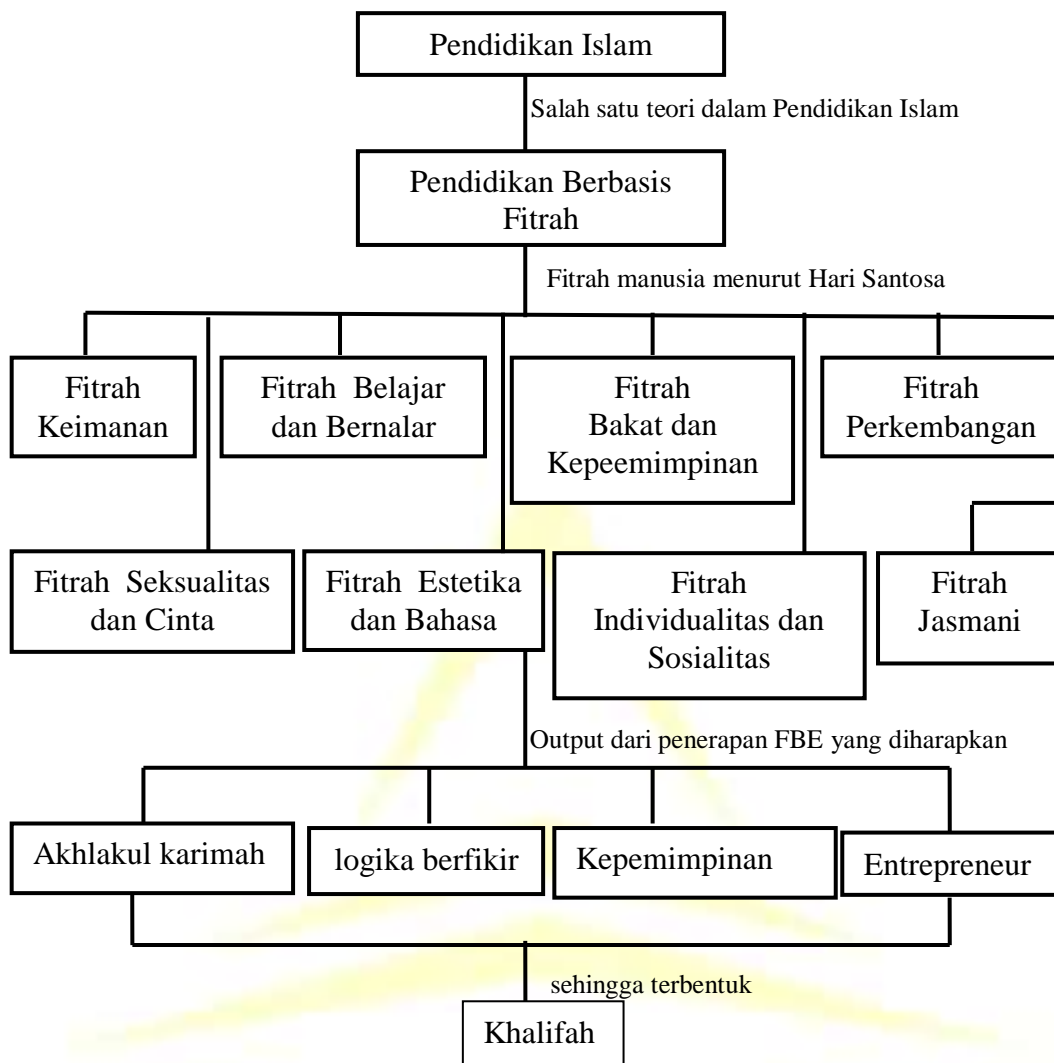 Pendidikan Islam
Salah satu teori dalam Pendidikan Islam
Pendidikan Berbasis
Fitrah
Fitrah manusia menurut Hari Santosa
Fitrah
Keimanan
Fitrah Belajar
dan Bernalar
Fitrah
Bakat dan
Kepeemimpinan
Fitrah
Perkembangan
Fitrah Seksualitas
dan Cinta
Fitrah Estetika
dan Bahasa
Fitrah
Individualitas dan
Sosialitas
Fitrah
Jasmani
Output dari penerapan FBE yang diharapkan
Akhlakul karimah
logika berfikir
Kepemimpinan
Entrepreneur
sehingga terbentuk
Khalifah